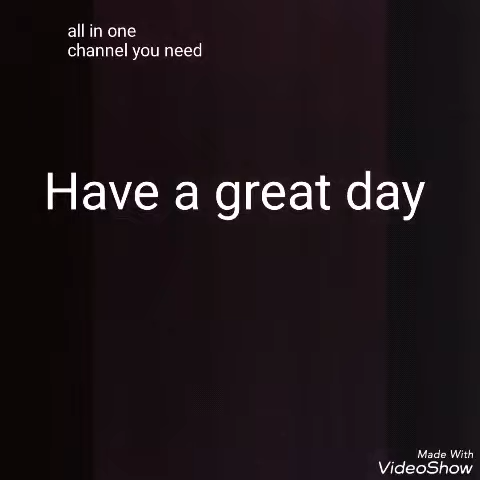 all in one
channel you need
Have a great day
Made With
VideoShow